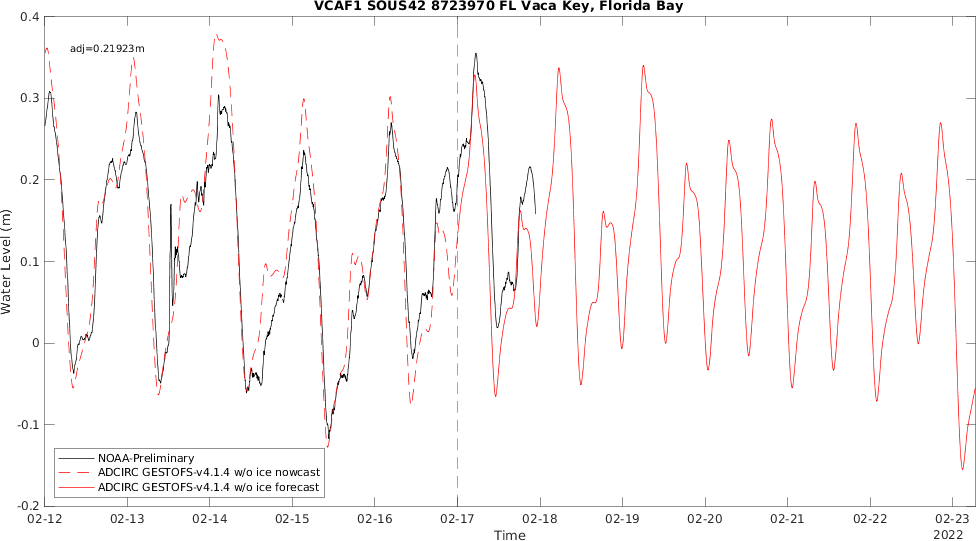 VCAF1 SOUS42 8723970 FL Vaca Key, Florida Bay
adj=0.21923m
0.4
0.3
0.2
0.1
0
-0.1
-0.2
Water Level (m)
NOAA-Preliminary
ADCIRC GESTOFS-v4.1.4 w/o ice nowcast
ADCIRC GESTOFS-v4.1.4 w/o ice forecast
02-12 02-13 02-14 02-15 02-16 02-17 02-18 02-19 02-20 02-21 02-22 02-23
Time
2022